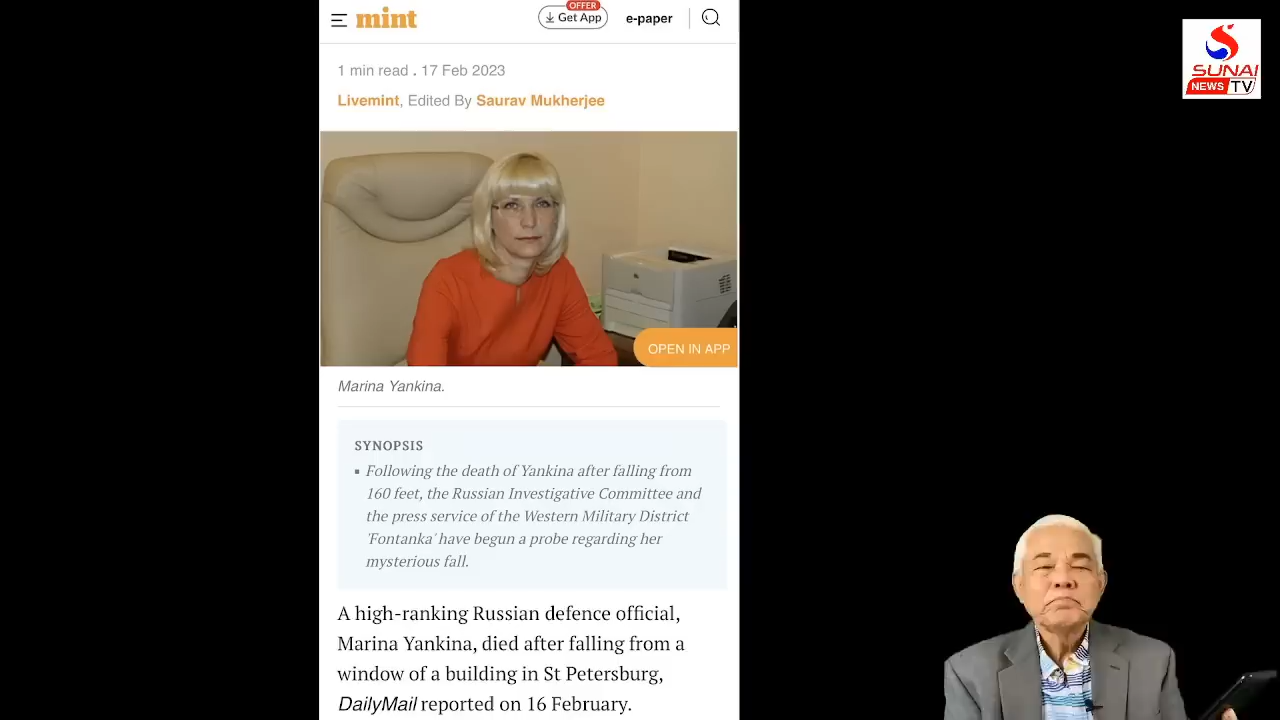 mint
OFFER
Get App
e-paper
1 min read . 17 Feb 2023
Livemint, Edited By Saurav Mukherjee
OPEN IN APP
Marina Yankina.
SYNOPSIS
Following the death of Yankina after falling from
160 feet, the Russian Investigative Committee and
the press service of the Western Military District
'Fontanka' have begun a probe regarding her
mysterious fall.
A high-ranking Russian defence official,
Marina Yankina, died after falling from a
window of a building in St Petersburg,
DailyMail reported on 16 February.
SUNAI
NEWS TV